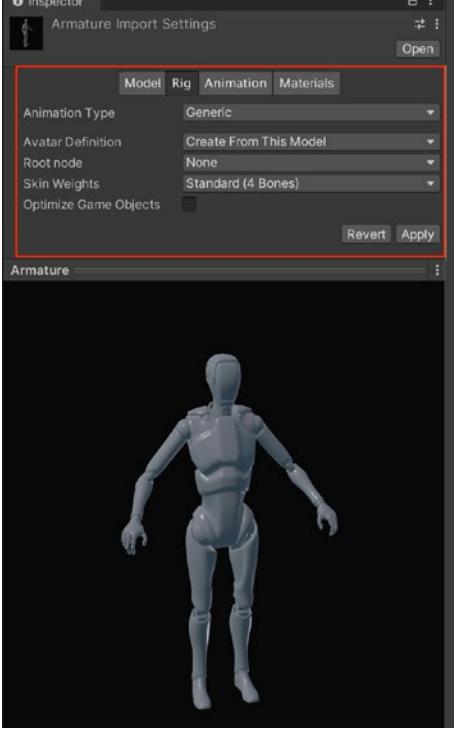 Inspector
Armature Import Settings
Open
Model Rig Animation Materials
Animation Type Generic
Avatar Definition Create From This Model
Root node None
Skin Weights Standard (4 Bones)
Optimize Game Objects
Revert Apply
Armature